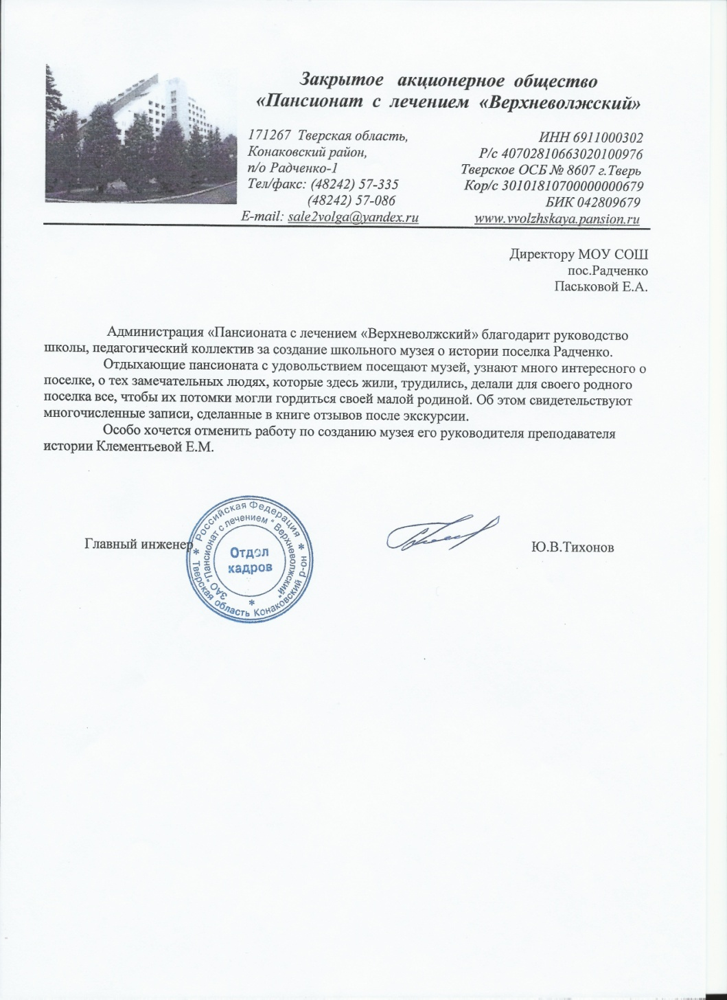 Закрытое акционерное общество
«Пансионат с лечением «Верхневолжский»
171267 Тверская область,
Конаковский район,
п/о Радченко-1
Тел/факс: (48242) 57-335
(48242) 57-086
E-mail: sale2volga@yandex.ru
ИНН 6911000302
Р/с 40702810663020100976
Тверское ОСБ № 8607 г.Тверь
Кор/с 30101810700000000679
БИК 042809679
www.vvolzhskaya.pansion.ru
Директору МОУ СОШ
пос.Радченко
Паськовой Е.А.
Администрация «Пансионата с лечением «Верхневолжский» благодарит руководство
школы, педагогический коллектив за создание школьного музея о истории поселка Радченко.
Отдыхающие пансионата с удовольствием посещают музей, узнают много интересного о
поселке, о тех замечательных людях, которые здесь жили, трудились, делали для своего родного
поселка все, чтобы их потомки могли гордиться своей малой родиной. Об этом свидетельствуют
многочисленные записи, сделанные в книге отзывов после экскурсии.
Особо хочется отменить работу по созданию музея его руководителя преподавателя
истории Клементьевой Е.М.
Главный инженер
Российская Федерация
Тверская область Конаковский р-он
ЗАО "Пансионат с лечением "Верхневолжский"
Отдел
кадров
Ю.В.Тихонов